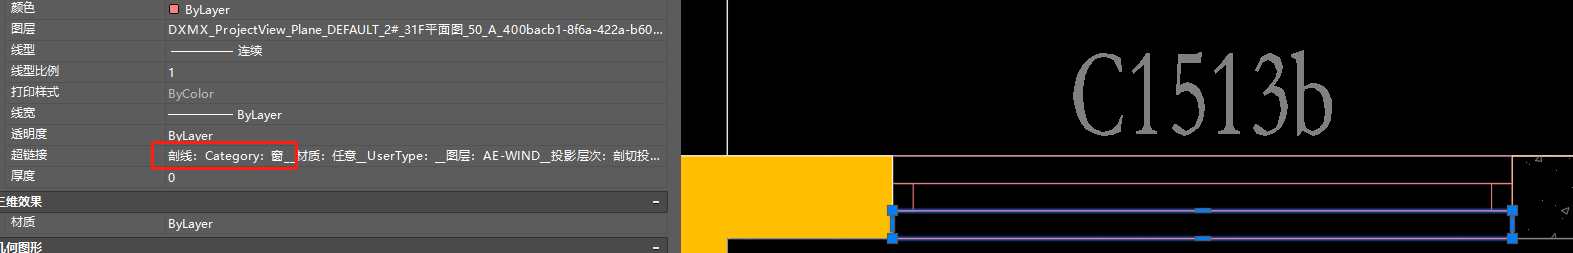 颜色 ByLayer
图层 DXMX_ProjectView_Plane_DEFAULT_2#_31F平面图_50_A_400bacb1-8f6a-422a-b60...
线型 连续
线型比例 1
打印样式 ByColor
线宽 ByLayer
透明度 ByLayer
超链接 剖线：Category：窗__材质：任意__UserType：__图层：AE-WIND__投影层次：剖切投...
厚度 0
三维效果
材质 ByLayer
几何图形
C1513b